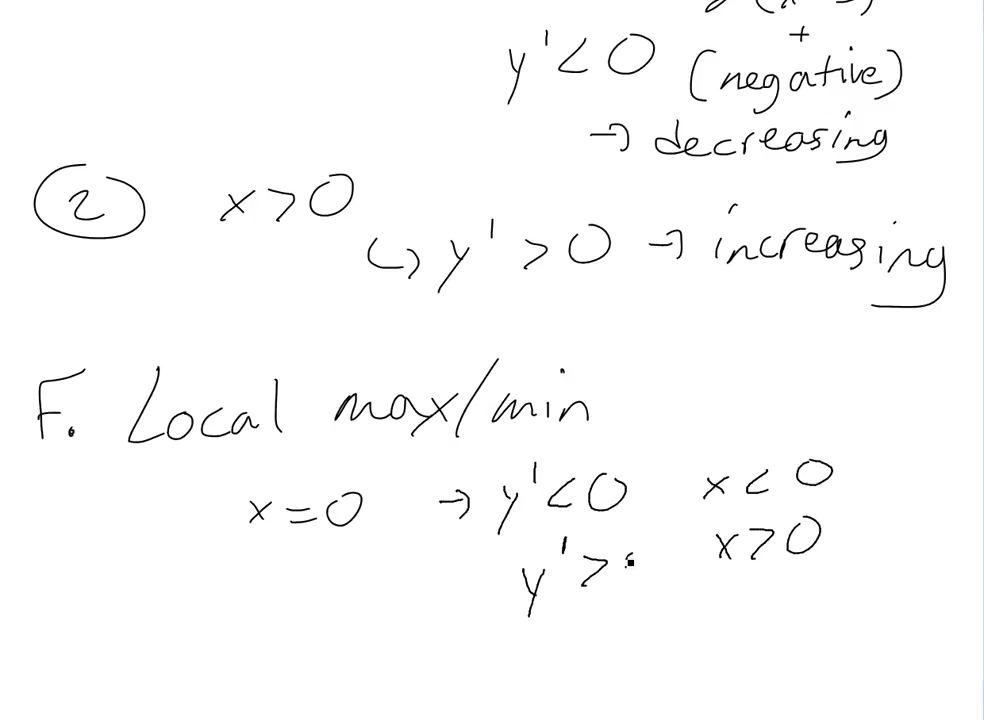 +
y' < 0 (negative)
→ decreasing
② x > 0
↪ y' > 0 → increasing
F. Local max/min
x = 0 → y' < 0 x < 0
y' > x > 0